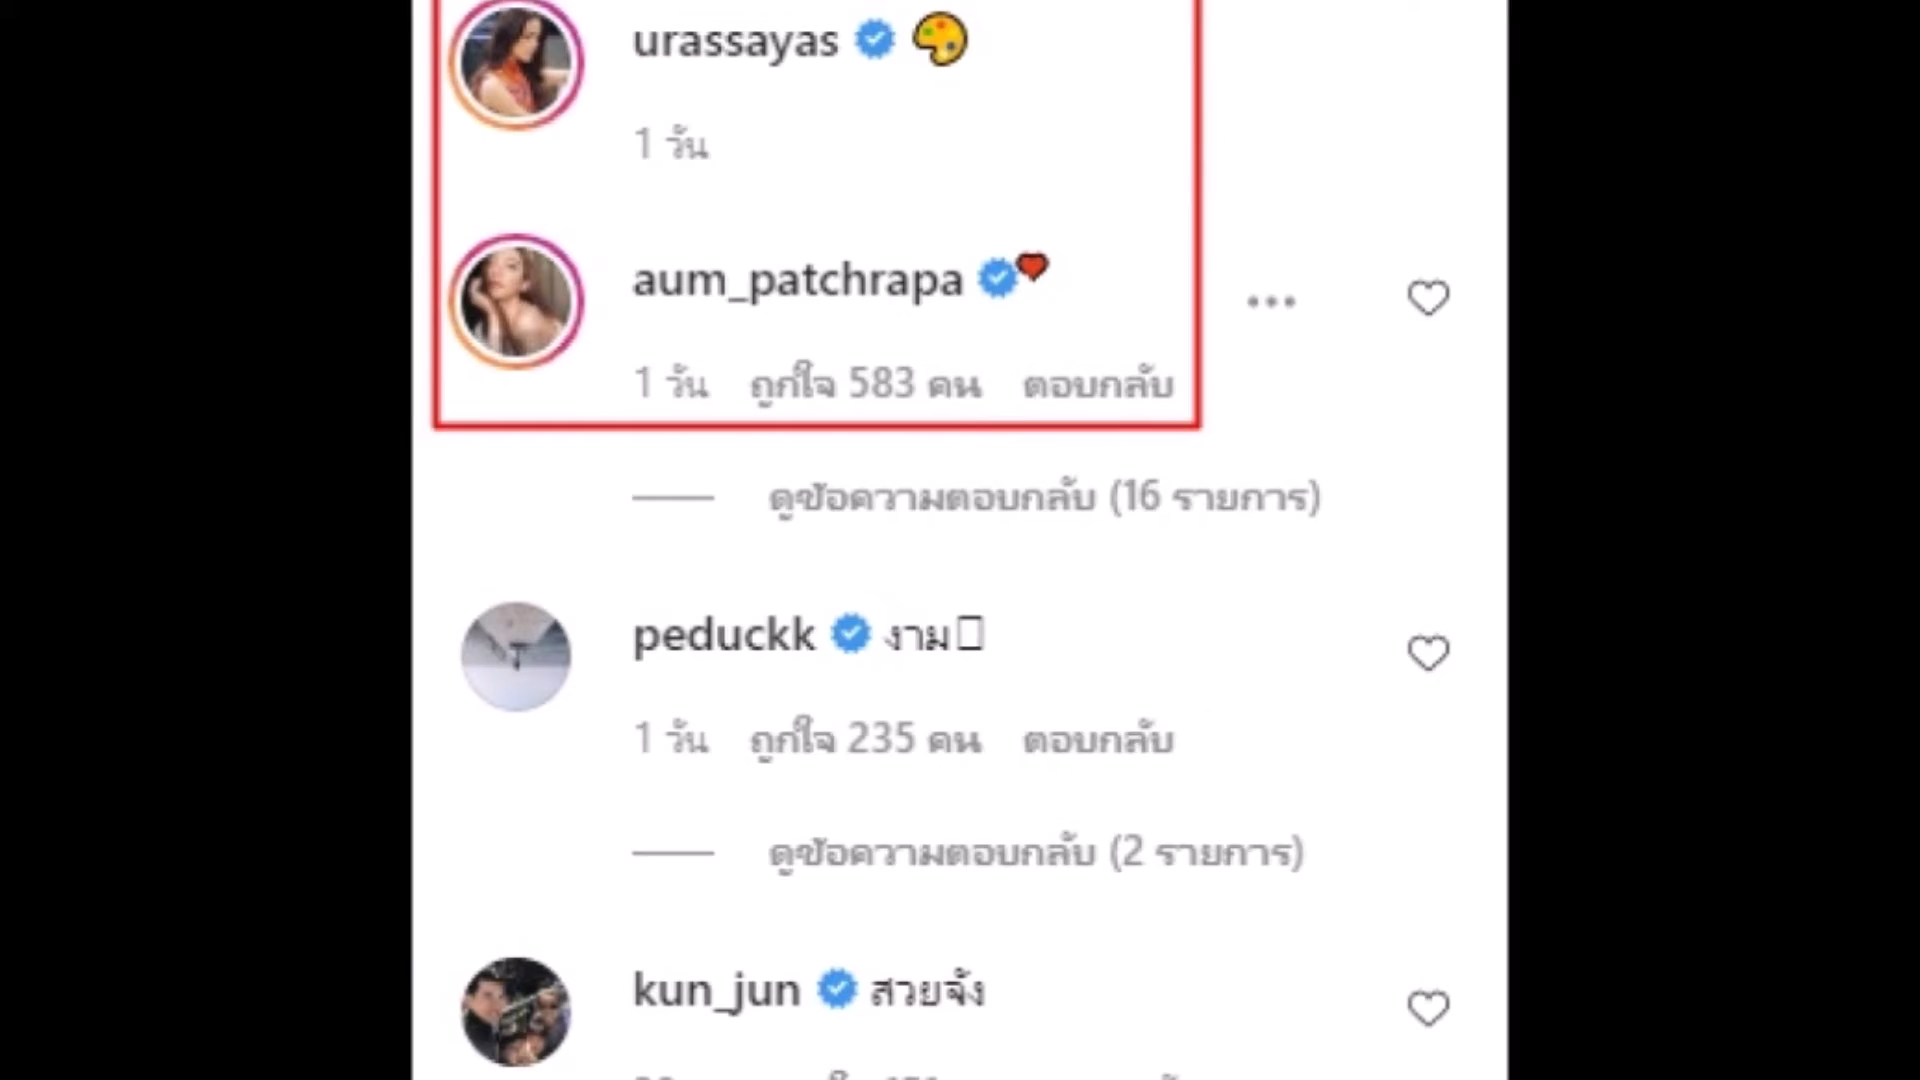 urassayas
1 วัน
aum_patchrapa
1 วัน ถูกใจ 583 คน ตอบกลับ
ดูข้อความตอบกลับ (16 รายการ)
peduckk งาม
1 วัน ถูกใจ 235 คน ตอบกลับ
ดูข้อความตอบกลับ (2 รายการ)
kun_jun สวยจัง